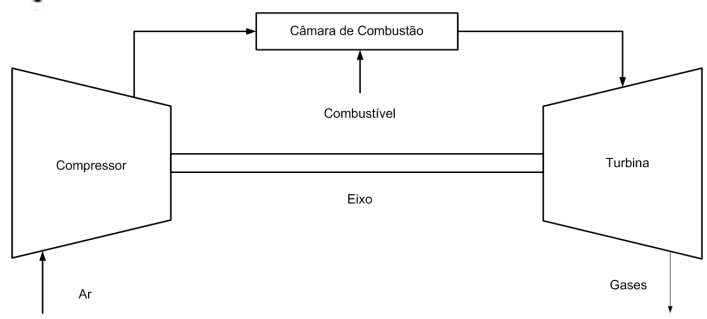 Câmara de Combustão
Combustível
Compressor
Turbina
Eixo
Ar
Gases